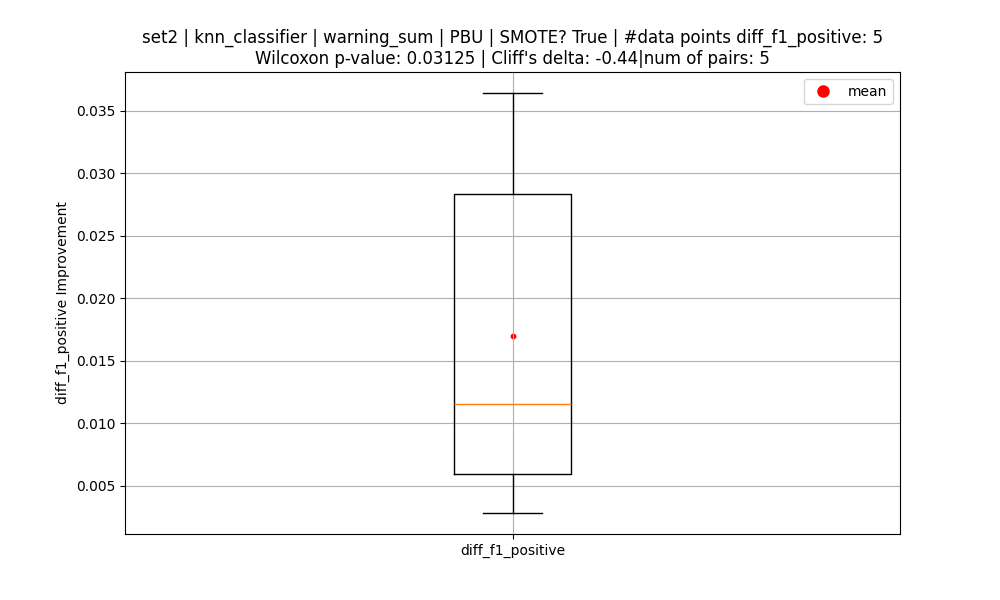 set2 | knn_classifier | warning_sum | PBU | SMOTE? True | #data points diff_f1_positive: 5
Wilcoxon p-value: 0.03125 | Cliff's delta: -0.44|num of pairs: 5
mean
0.035
0.030
0.025
0.020
0.015
0.010
0.005
diff_f1_positive Improvement
diff_f1_positive